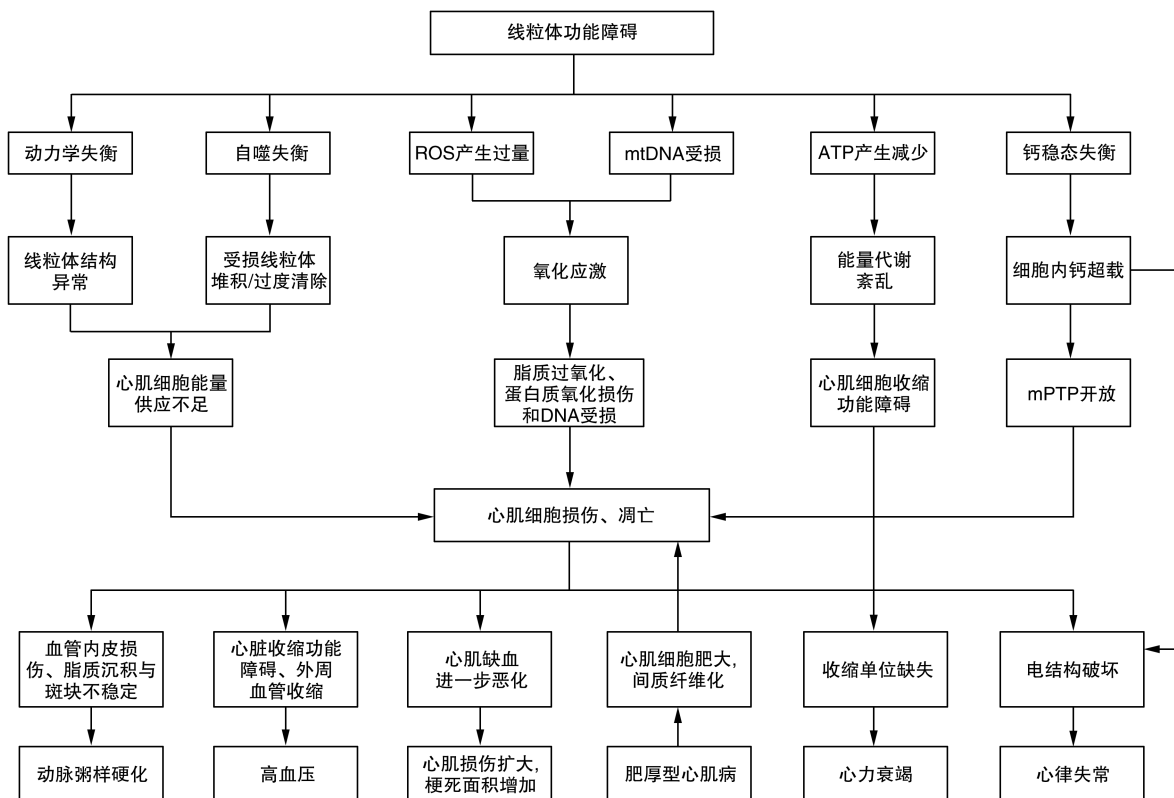 线粒体功能障碍
动力学失衡
自噬失衡
ROS产生过量
mtDNA受损
ATP产生减少
钙稳态失衡
线粒体结构
异常
受损线粒体
堆积/过度清除
氧化应激
能量代谢
紊乱
细胞内钙超载
心肌细胞能量
供应不足
脂质过氧化、
蛋白质氧化损伤
和DNA受损
心肌细胞收缩
功能障碍
mPTP开放
心肌细胞损伤、凋亡
血管内皮损
伤、脂质沉积与
斑块不稳定
心脏收缩功能
障碍、外周
血管收缩
心肌缺血
进一步恶化
心肌细胞肥大,
间质纤维化
收缩单位缺失
电结构破坏
动脉粥样硬化
高血压
心肌损伤扩大,
梗死面积增加
肥厚型心肌病
心力衰竭
心律失常